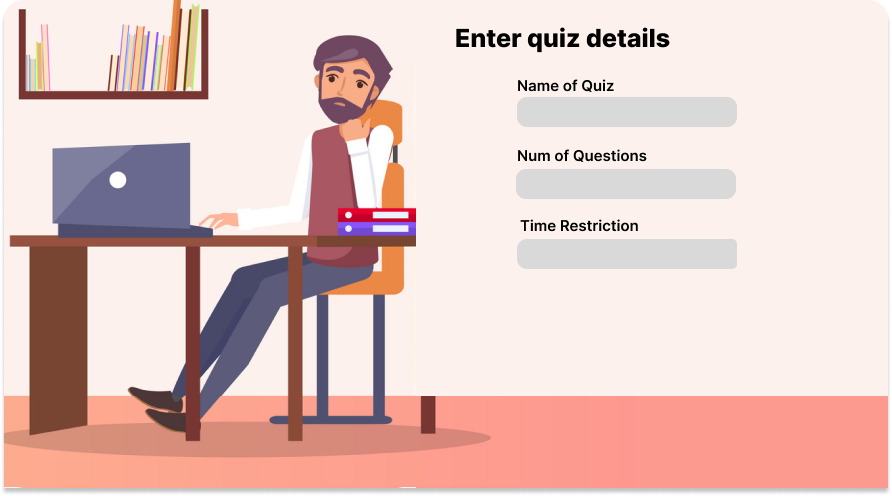 Enter quiz details
Name of Quiz
Num of Questions
Time Restriction